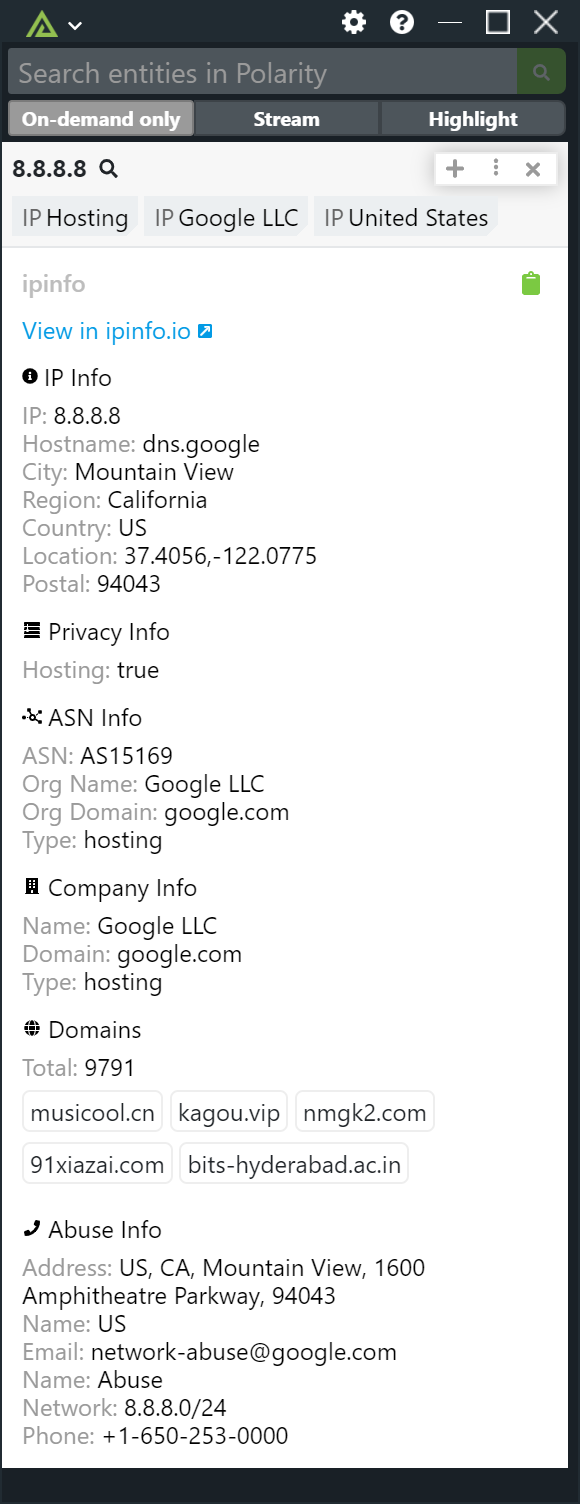 Search entities in Polarity
On-demand only Stream Highlight
8.8.8.8
IP Hosting IP Google LLC IP United States
ipinfo
View in ipinfo.io
IP Info
IP: 8.8.8.8
Hostname: dns.google
City: Mountain View
Region: California
Country: US
Location: 37.4056,-122.0775
Postal: 94043
Privacy Info
Hosting: true
ASN Info
ASN: AS15169
Org Name: Google LLC
Org Domain: google.com
Type: hosting
Company Info
Name: Google LLC
Domain: google.com
Type: hosting
Domains
Total: 9791
musicool.cn kagou.vip nmgk2.com
91xiazai.com bits-hyderabad.ac.in
Abuse Info
Address: US, CA, Mountain View, 1600
Amphitheatre Parkway, 94043
Name: US
Email: network-abuse@google.com
Name: Abuse
Network: 8.8.8.0/24
Phone: +1-650-253-0000